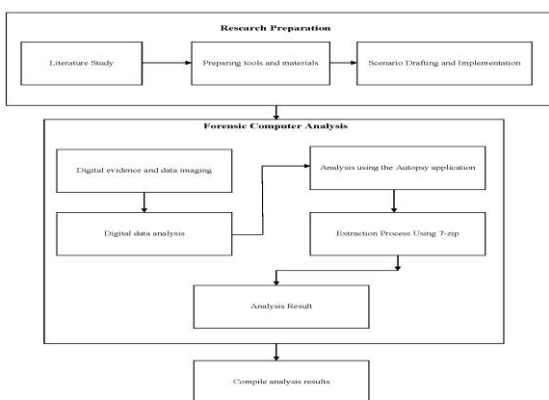 Research Preparation
Literature Study
Preparing tools and materials
Scenario Drafting and Implementation
Forensic Computer Analysis
Digital evidence and data imaging
Digital data analysis
Analysis using the Autopsy application
Extraction Process Using 7-zip
Analysis Result
Compile analysis results